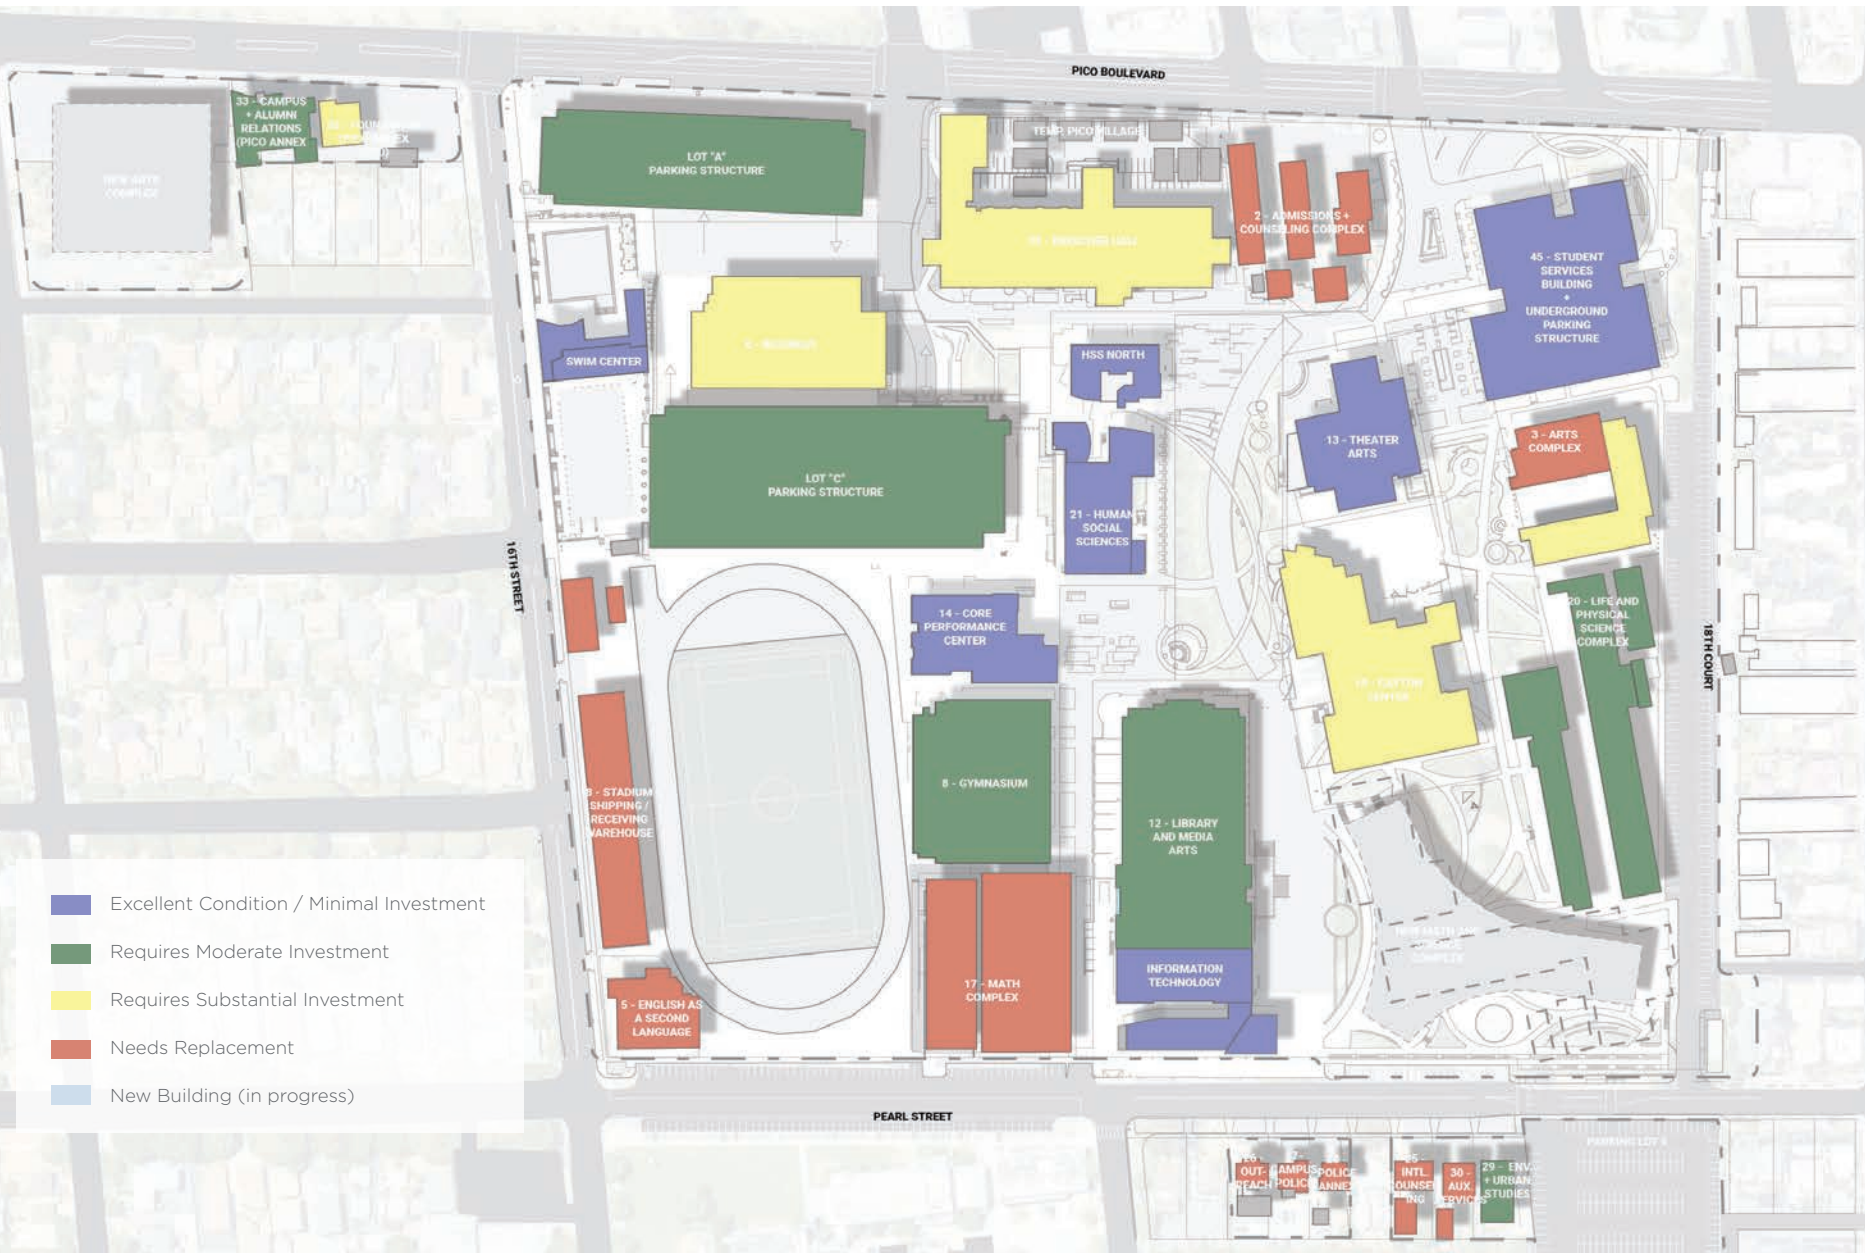 PICO BOULEVARD
33 - CAMPUS
+ ALUMNI
RELATIONS
(PICO ANNEX
NEW ARTS
COMPLEX
LOT "A"
PARKING STRUCTURE
TEMP. PICO VILLAGE
2 - ADMISSIONS +
COUNSELING COMPLEX
45 - STUDENT
SERVICES
BUILDING
+
UNDERGROUND
PARKING
STRUCTURE
SWIM CENTER
HSS NORTH
13 - THEATER
ARTS
3 - ARTS
COMPLEX
LOT "C"
PARKING STRUCTURE
21 - HUMAN
SOCIAL
SCIENCES
16TH STREET
14 - CORE
PERFORMANCE
CENTER
20 - LIFE AND
PHYSICAL
SCIENCE
COMPLEX
18TH COURT
8 - GYMNASIUM
12 - LIBRARY
AND MEDIA
ARTS
STADIUM
SHIPPING /
RECEIVING
WAREHOUSE
INFORMATION
TECHNOLOGY
17 - MATH
COMPLEX
5 - ENGLISH AS
A SECOND
LANGUAGE
Excellent Condition / Minimal Investment
Requires Moderate Investment
Requires Substantial Investment
Needs Replacement
New Building (in progress)
PEARL STREET
OUT-
REACH
CAMPUS
POLICE
POLICE
ANNEX
INTL.
COUNSEL
ING
30 -
AUX
SERVICES
29 - ENV.
+ URBAN
STUDIES